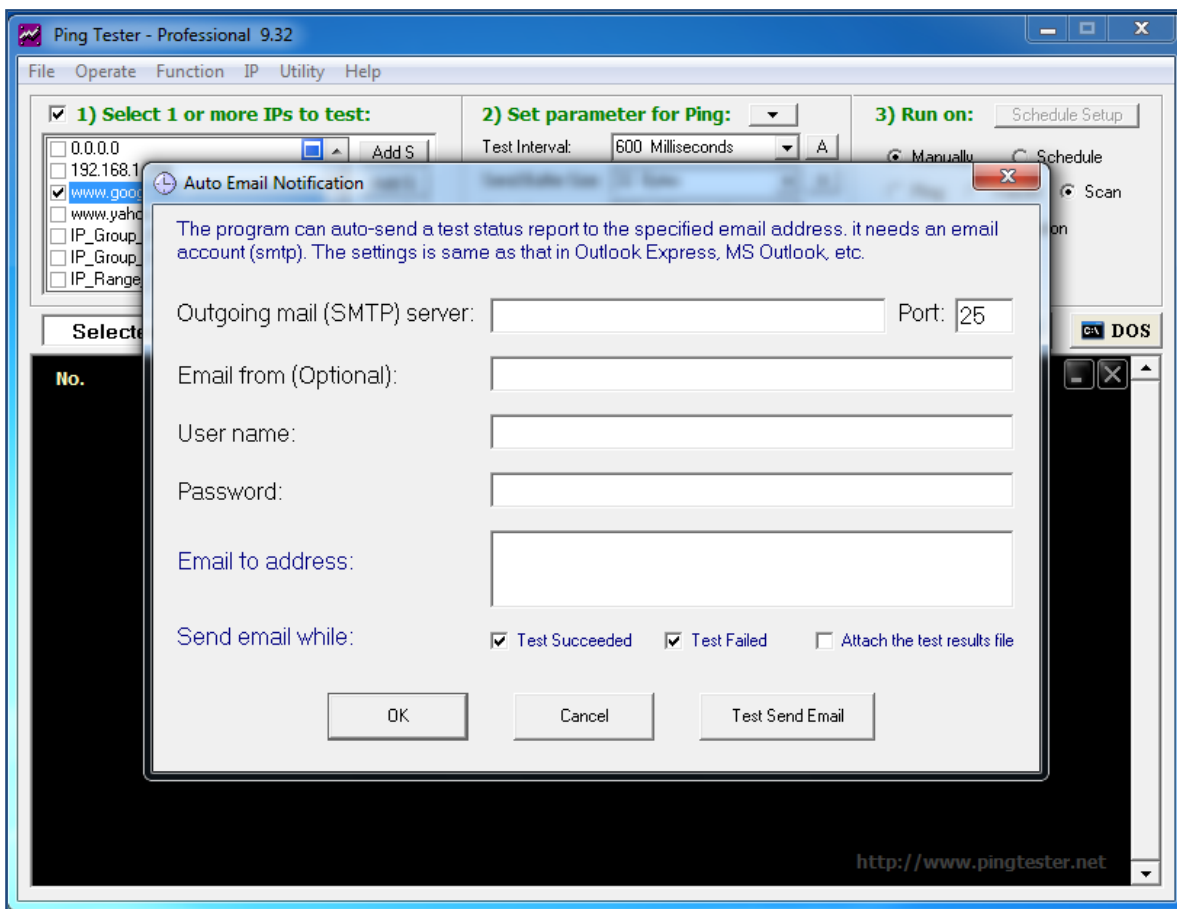 Ping Tester - Professional 9.32
File Operate Function IP Utility Help
1) Select 1 or more IPs to test:
2) Set parameter for Ping:
3) Run on:
Schedule Setup
0.0.0.0
Add S
Test Interval:
600 Milliseconds
A
Manually
Schedule
192.168.1
www.goog
Scan
www.yaho
IP_Group_
IP_Group_
IP_Range
Auto Email Notification
The program can auto-send a test status report to the specified email address. it needs an email
account (smtp). The settings is same as that in Outlook Express, MS Outlook, etc.
Outgoing mail (SMTP) server:
Port: 25
Email from (Optional):
User name:
Password:
Email to address:
Send email while:
Test Succeeded
Test Failed
Attach the test results file
OK
Cancel
Test Send Email
Selecte
DOS
No.
http://www.pingtester.net